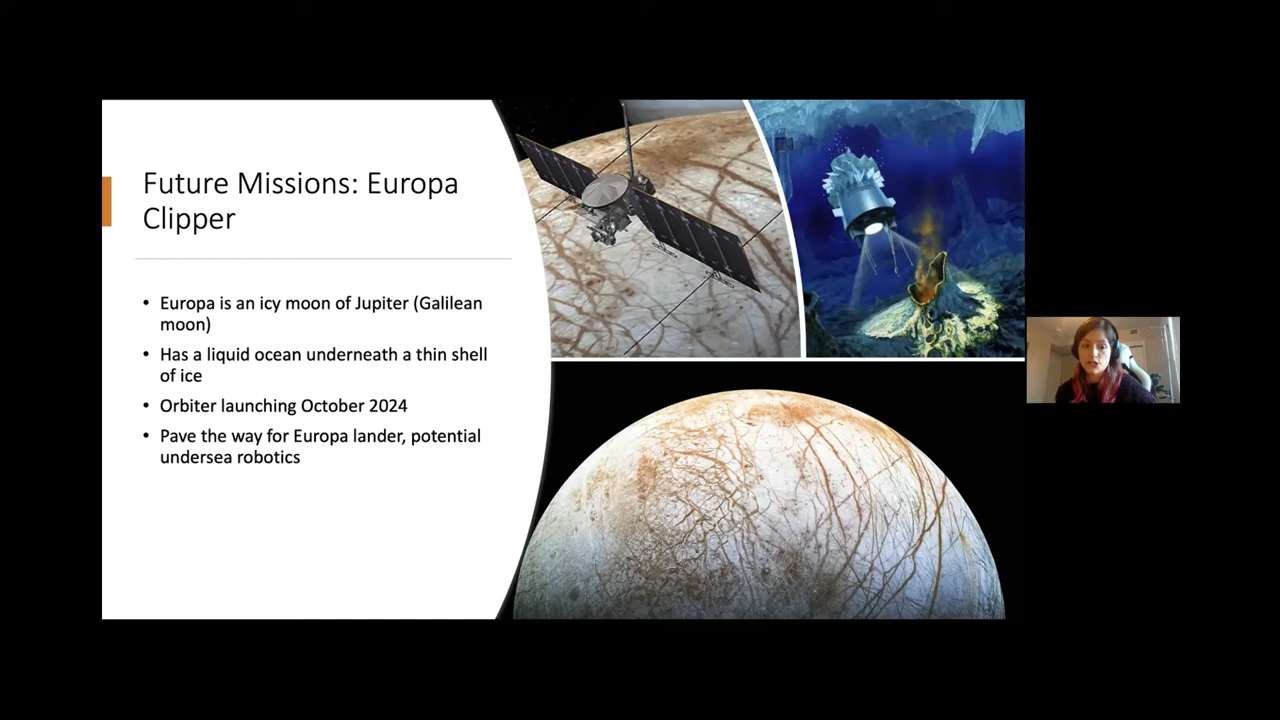 Future Missions: Europa
Clipper
• Europa is an icy moon of Jupiter (Galilean
moon)
• Has a liquid ocean underneath a thin shell
of ice
• Orbiter launching October 2024
• Pave the way for Europa lander, potential
undersea robotics